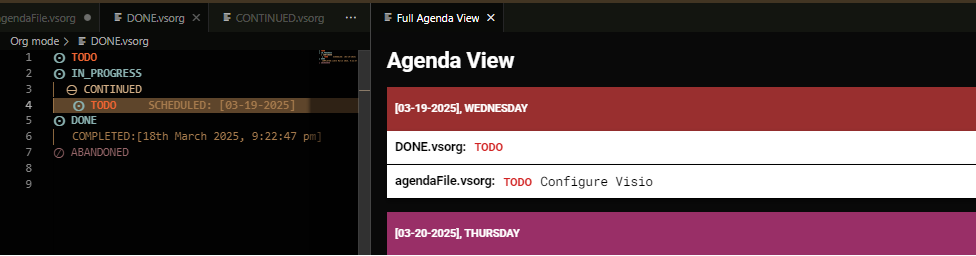 agendaFile.vsorg
DONE.vsorg
CONTINUED.vsorg
Org mode > DONE.vsorg
1 TODO
2 IN_PROGRESS
3 CONTINUED
4 TODO SCHEDULED: [03-19-2025]
5 DONE
6 COMPLETED:[18th March 2025, 9:22:47 pm]
7 ABANDONED
8
9
Full Agenda View
Agenda View
[03-19-2025], WEDNESDAY
DONE.vsorg: TODO
agendaFile.vsorg: TODO Configure Visio
[03-20-2025], THURSDAY